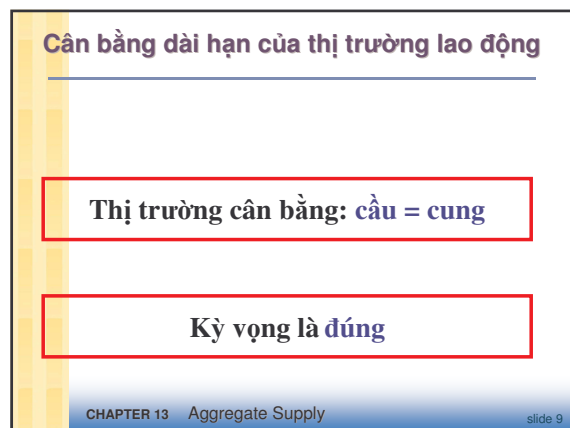 Cân bằng dài hạn của thị trường lao động
Thị trường cân bằng: cầu = cung
Kỳ vọng là đúng
CHAPTER 13 Aggregate Supply
slide 9